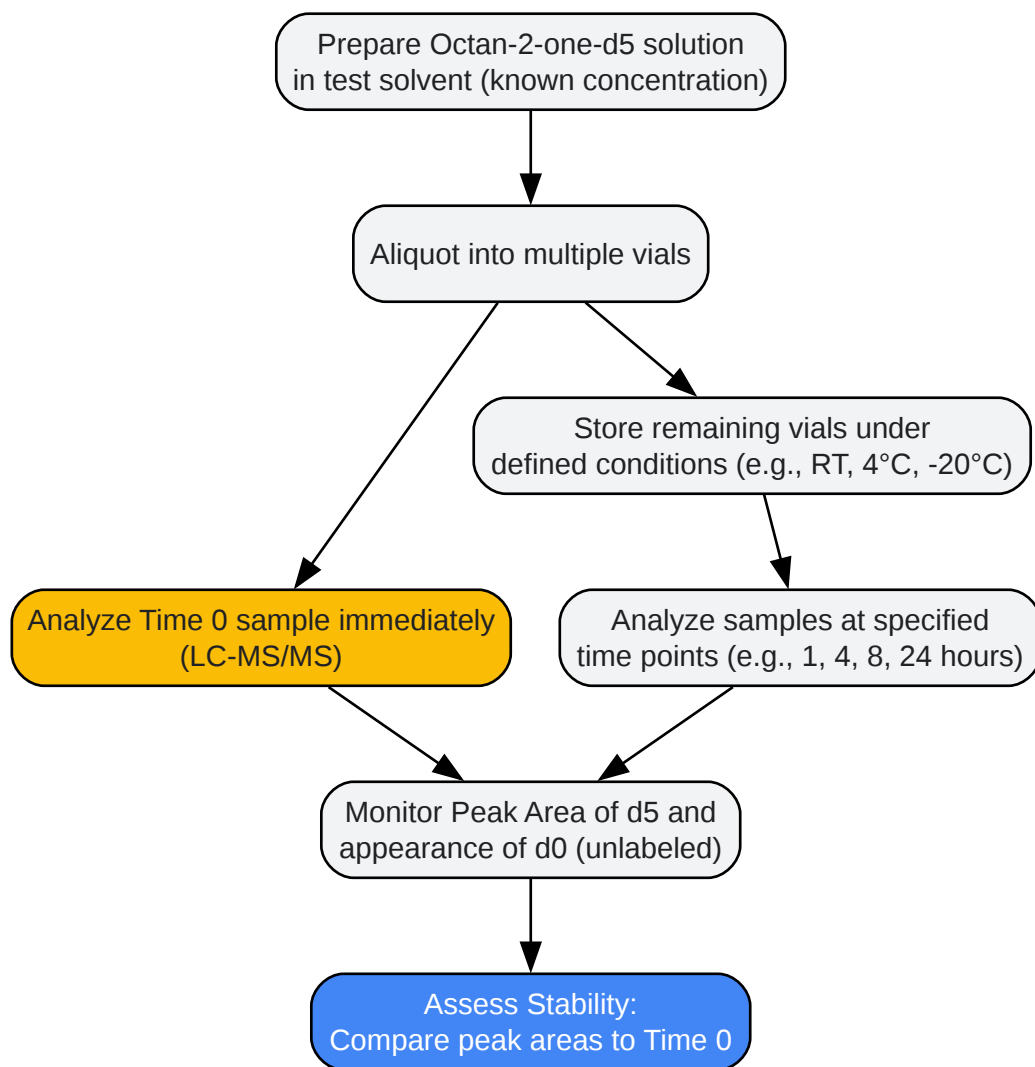 Prepare Octan-2-one-d5 solution
in test solvent (known concentration)
Aliquot into multiple vials
Store remaining vials under
defined conditions (e.g., RT, 4°C, -20°C)
Analyze Time 0 sample immediately
(LC-MS/MS)
Analyze samples at specified
time points (e.g., 1, 4, 8, 24 hours)
Monitor Peak Area of d5 and
appearance of d0 (unlabeled)
Assess Stability:
Compare peak areas to Time 0